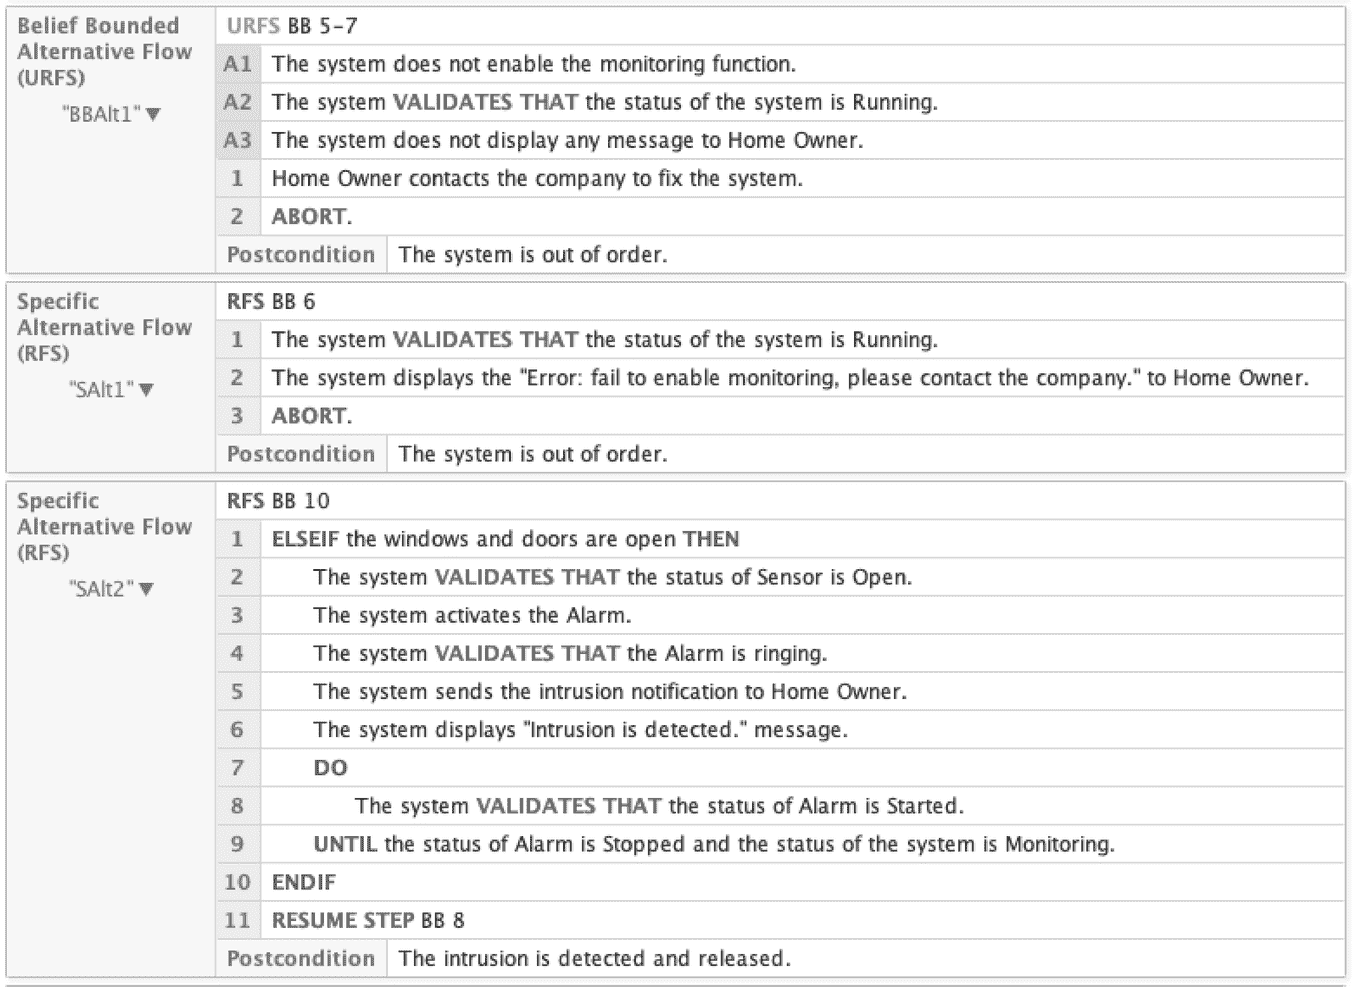 Belief Bounded
Alternative Flow
(URFS)
"BBAlt1" ▼
URFS BB 5-7
A1 The system does not enable the monitoring function.
A2 The system VALIDATES THAT the status of the system is Running.
A3 The system does not display any message to Home Owner.
1 Home Owner contacts the company to fix the system.
2 ABORT.
Postcondition The system is out of order.
Specific
Alternative Flow
(RFS)
"SAlt1" ▼
RFS BB 6
1 The system VALIDATES THAT the status of the system is Running.
2 The system displays the "Error: fail to enable monitoring, please contact the company." to Home Owner.
3 ABORT.
Postcondition The system is out of order.
Specific
Alternative Flow
(RFS)
"SAlt2" ▼
RFS BB 10
1 ELSEIF the windows and doors are open THEN
2 The system VALIDATES THAT the status of Sensor is Open.
3 The system activates the Alarm.
4 The system VALIDATES THAT the Alarm is ringing.
5 The system sends the intrusion notification to Home Owner.
6 The system displays "Intrusion is detected." message.
7 DO
8 The system VALIDATES THAT the status of Alarm is Started.
9 UNTIL the status of Alarm is Stopped and the status of the system is Monitoring.
10 ENDIF
11 RESUME STEP BB 8
Postcondition The intrusion is detected and released.